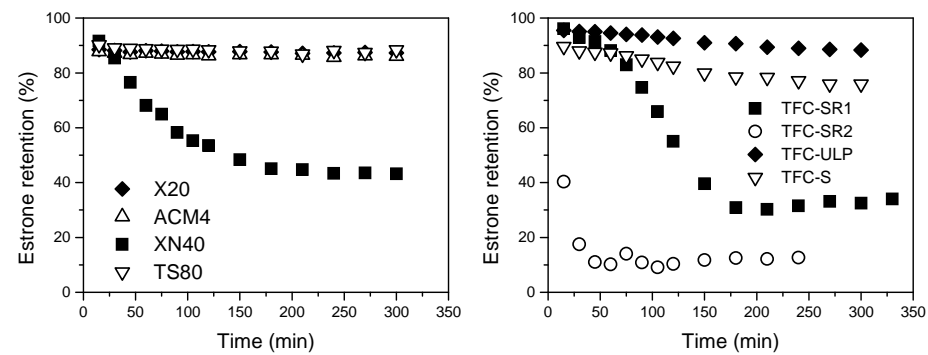 100
80
60
40
20
0
Estrone retention (%)
X20
ACM4
XN40
TS80
0 50 100 150 200 250 300 350
Time (min)
100
80
60
40
20
0
Estrone retention (%)
TFC-SR1
TFC-SR2
TFC-ULP
TFC-S
0 50 100 150 200 250 300 350
Time (min)